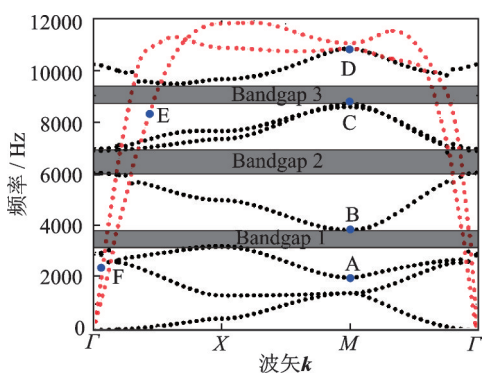 12000
10000
8000
6000
4000
2000
0
频率 / Hz
Bandgap 3
Bandgap 2
Bandgap 1
D
C
E
B
A
F
Γ X M Γ
波矢k